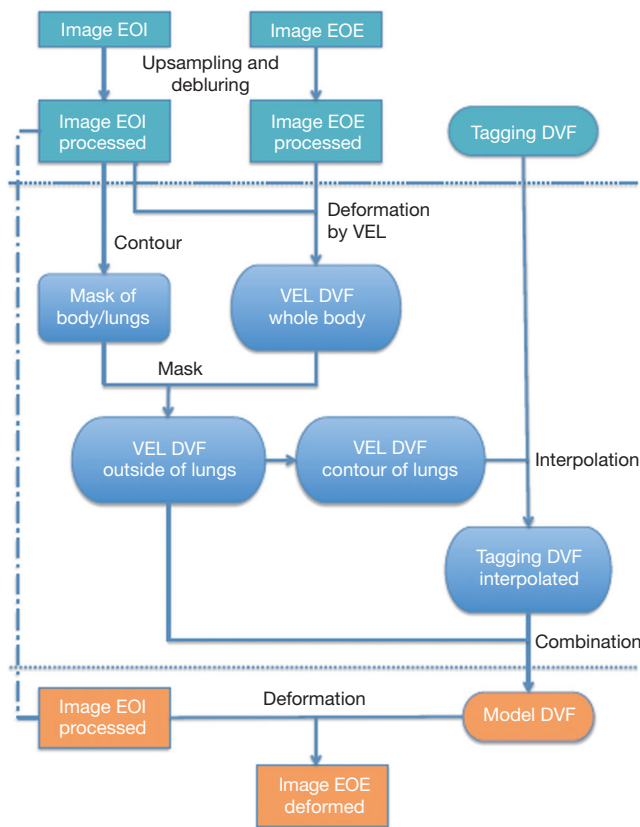 Image EOI
Image EOE
Upsampling and
debluring
Image EOI
processed
Image EOE
processed
Tagging DVF
Deformation
by VEL
Contour
Mask of
body/lungs
VEL DVF
whole body
Mask
VEL DVF
outside of lungs
VEL DVF
contour of lungs
Interpolation
Tagging DVF
interpolated
Combination
Image EOI
processed
Deformation
Model DVF
Image EOE
deformed